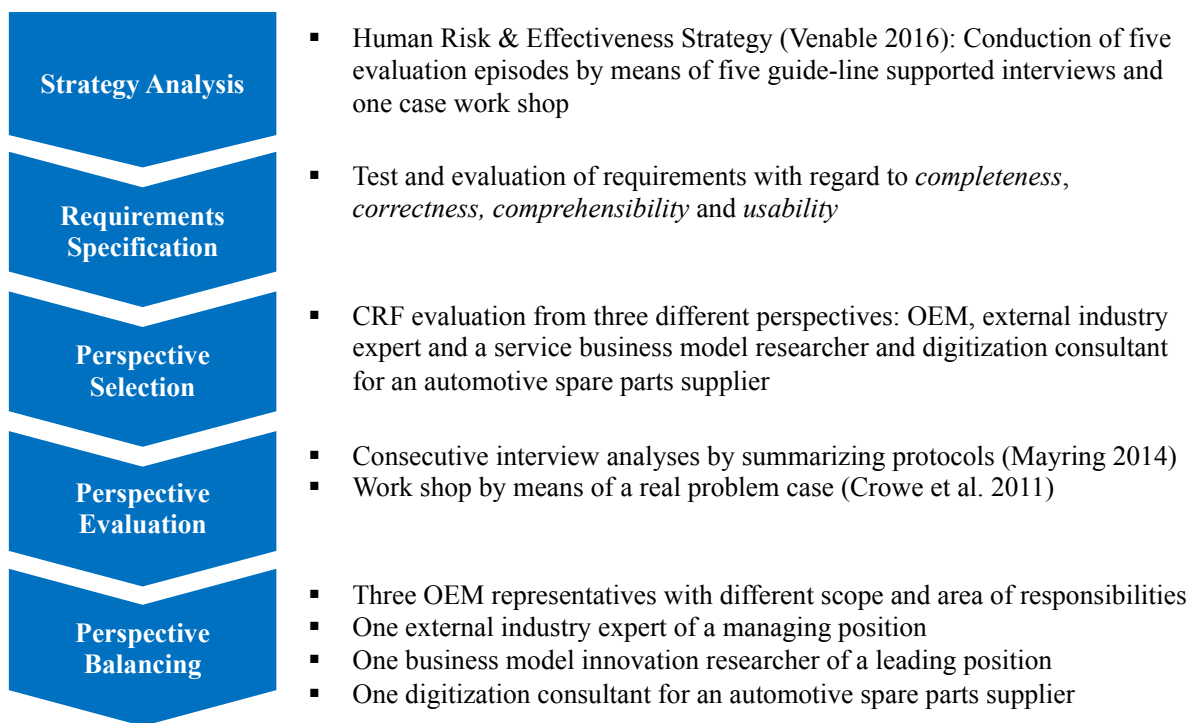 Strategy Analysis
▪ Human Risk & Effectiveness Strategy (Venable 2016): Conduction of five
evaluation episodes by means of five guide-line supported interviews and
one case work shop
Requirements
Specification
▪ Test and evaluation of requirements with regard to completeness,
correctness, comprehensibility and usability
Perspective
Selection
▪ CRF evaluation from three different perspectives: OEM, external industry
expert and a service business model researcher and digitization consultant
for an automotive spare parts supplier
Perspective
Evaluation
▪ Consecutive interview analyses by summarizing protocols (Mayring 2014)
▪ Work shop by means of a real problem case (Crowe et al. 2011)
Perspective
Balancing
▪ Three OEM representatives with different scope and area of responsibilities
▪ One external industry expert of a managing position
▪ One business model innovation researcher of a leading position
▪ One digitization consultant for an automotive spare parts supplier